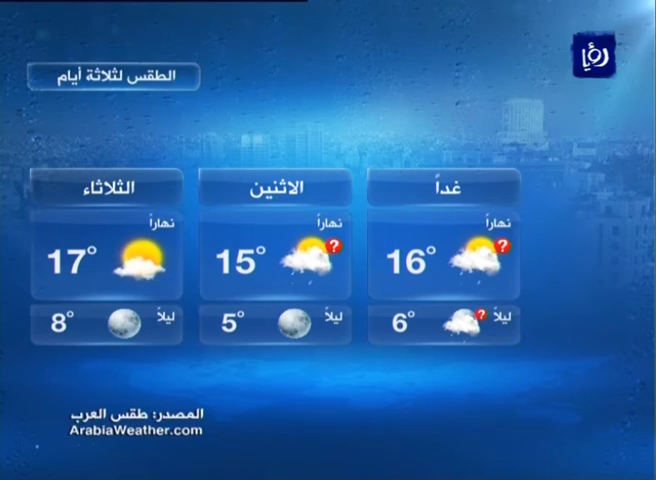 رؤيا
الطقس لثلاثة أيام
غداً
نهاراً
16°
?
ليلاً
6°
?
الاثنين
نهاراً
15°
?
ليلاً
5°
الثلاثاء
نهاراً
17°
ليلاً
8°
المصدر: طقس العرب
ArabiaWeather.com